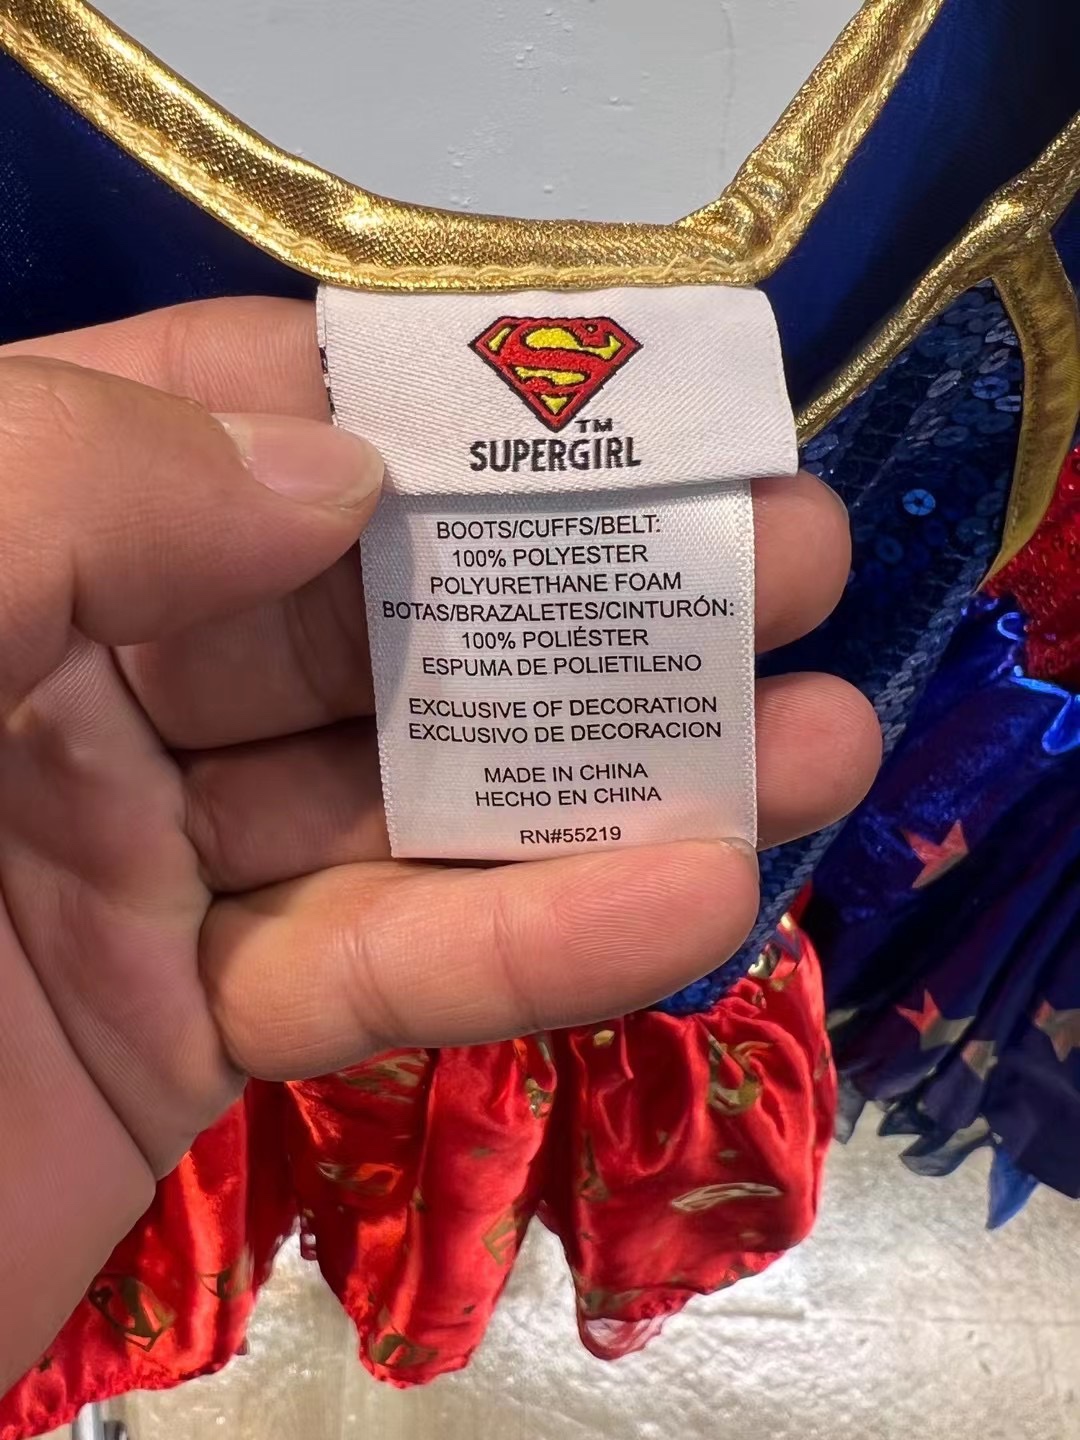 TM
SUPERGIRL
BOOTS/CUFFS/BELT:
100% POLYESTER
POLYURETHANE FOAM
BOTAS/BRAZALETES/CINTURÓN:
100% POLIÉSTER
ESPUMA DE POLIETILENO
EXCLUSIVE OF DECORATION
EXCLUSIVO DE DECORACION
MADE IN CHINA
HECHO EN CHINA
RN#55219